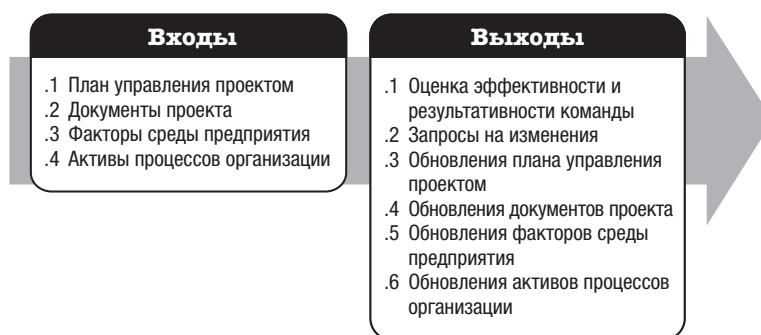 Входы
.1 План управления проектом
.2 Документы проекта
.3 Факторы среды предприятия
.4 Активы процессов организации
Выходы
.1 Оценка эффективности и
результативности команды
.2 Запросы на изменения
.3 Обновления плана управления
проектом
.4 Обновления документов проекта
.5 Обновления факторов среды
предприятия
.6 Обновления активов процессов
организации